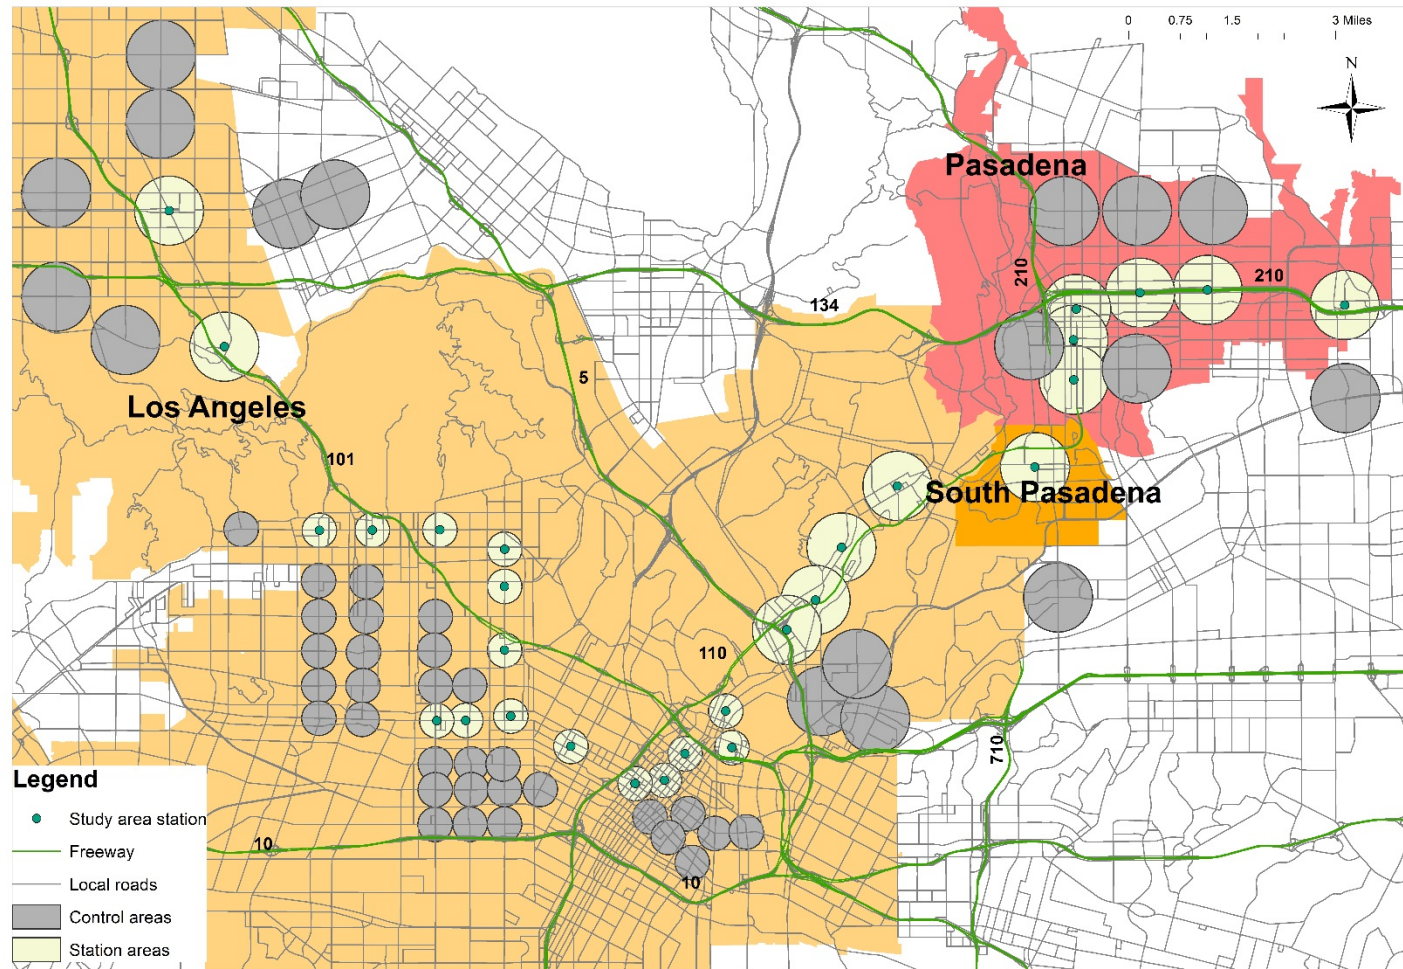 0 0.75 1.5 3 Miles
N
Pasadena
210
210
134
5
Los Angeles
101
South Pasadena
110
710
10
10
Legend
Study area station
Freeway
Local roads
Control areas
Station areas